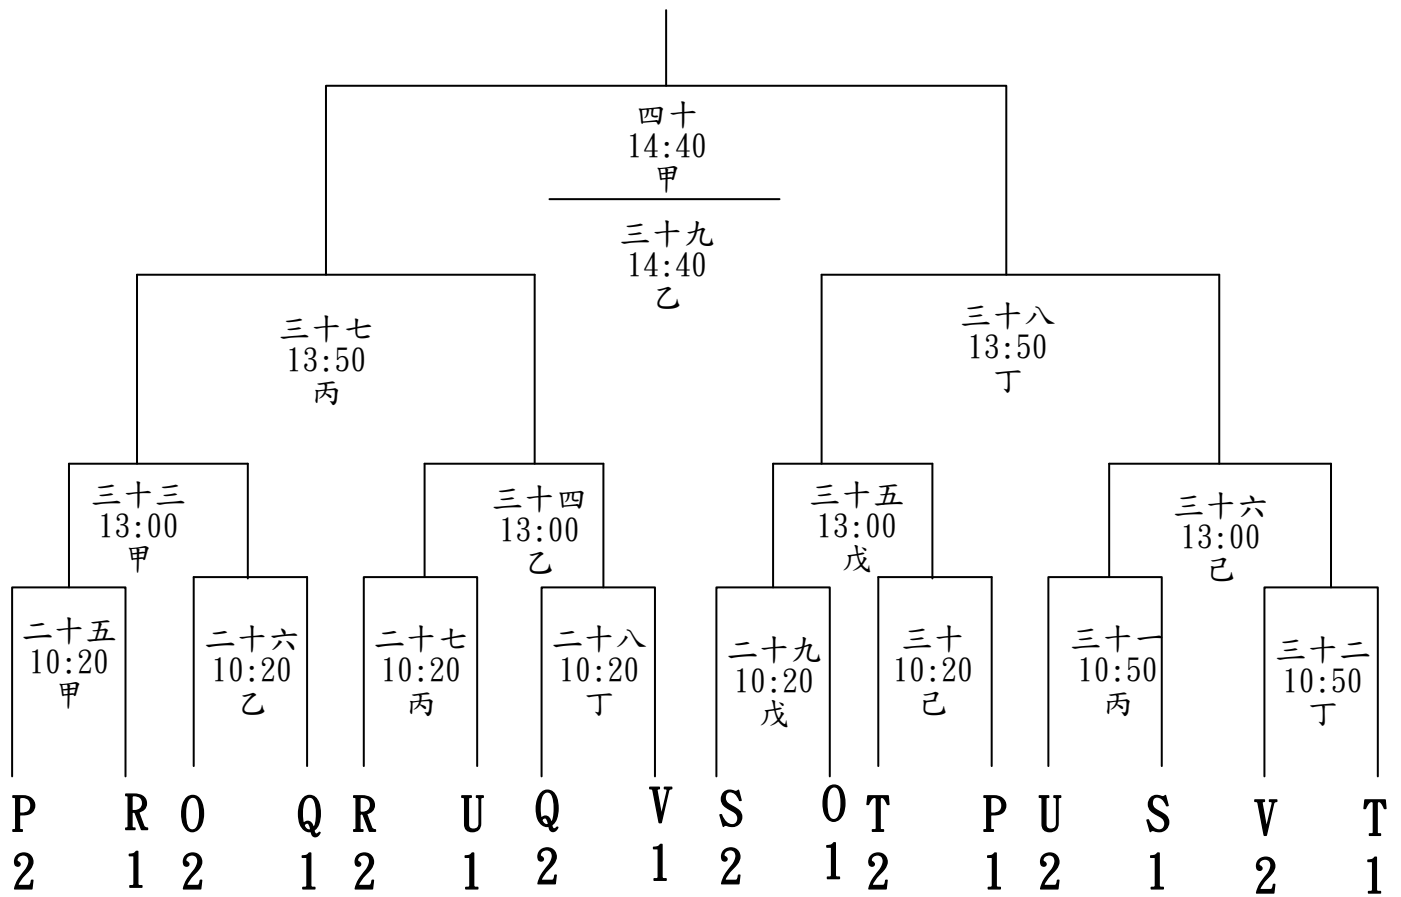 四十
14:40
甲
三十九
14:40
乙
三十七
13:50
丙
三十八
13:50
丁
三十三
13:00
甲
三十四
13:00
乙
三十五
13:00
戊
三十六
13:00
己
二十五
10:20
甲
二十六
10:20
乙
二十七
10:20
丙
二十八
10:20
丁
二十九
10:20
戊
三十
10:20
己
三十一
10:50
丙
三十二
10:50
丁
P R O Q R U Q V S O T P U S V T
2 1 2 1 2 1 2 1 2 1 2 1 2 1 2 1